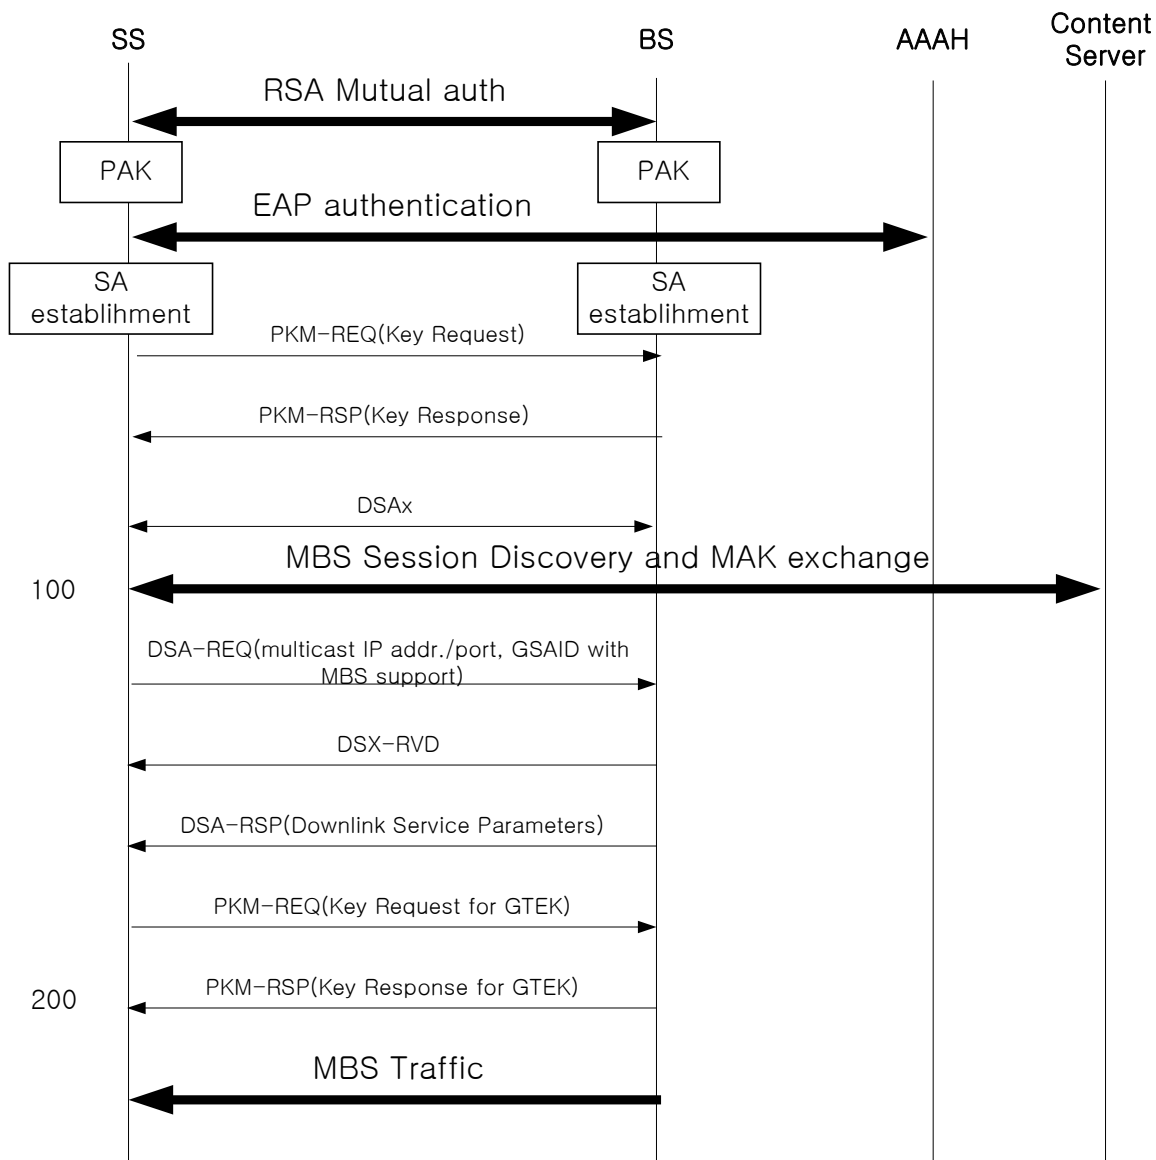 SS
BS
AAAH
Content
Server
RSA Mutual auth
PAK
PAK
EAP authentication
SA
establihment
SA
establihment
PKM-REQ(Key Request)
PKM-RSP(Key Response)
DSAx
MBS Session Discovery and MAK exchange
100
DSA-REQ(multicast IP addr./port, GSAID with
MBS support)
DSX-RVD
DSA-RSP(Downlink Service Parameters)
PKM-REQ(Key Request for GTEK)
PKM-RSP(Key Response for GTEK)
200
MBS Traffic